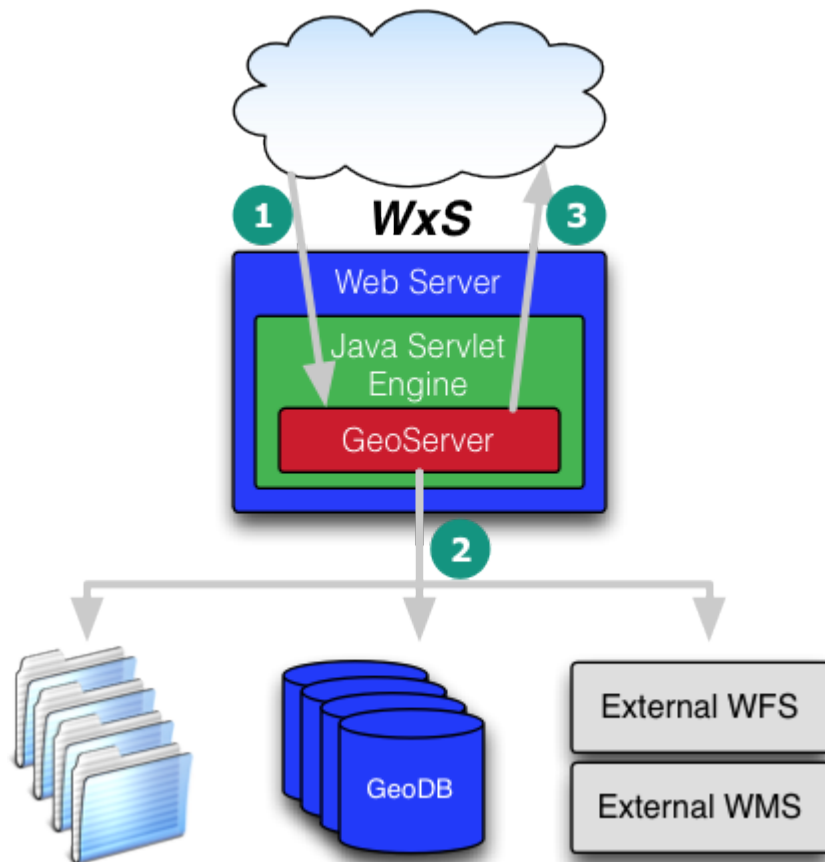 1
WxS
3
Web Server
Java Servlet
Engine
GeoServer
2
GeoDB
External WFS
External WMS